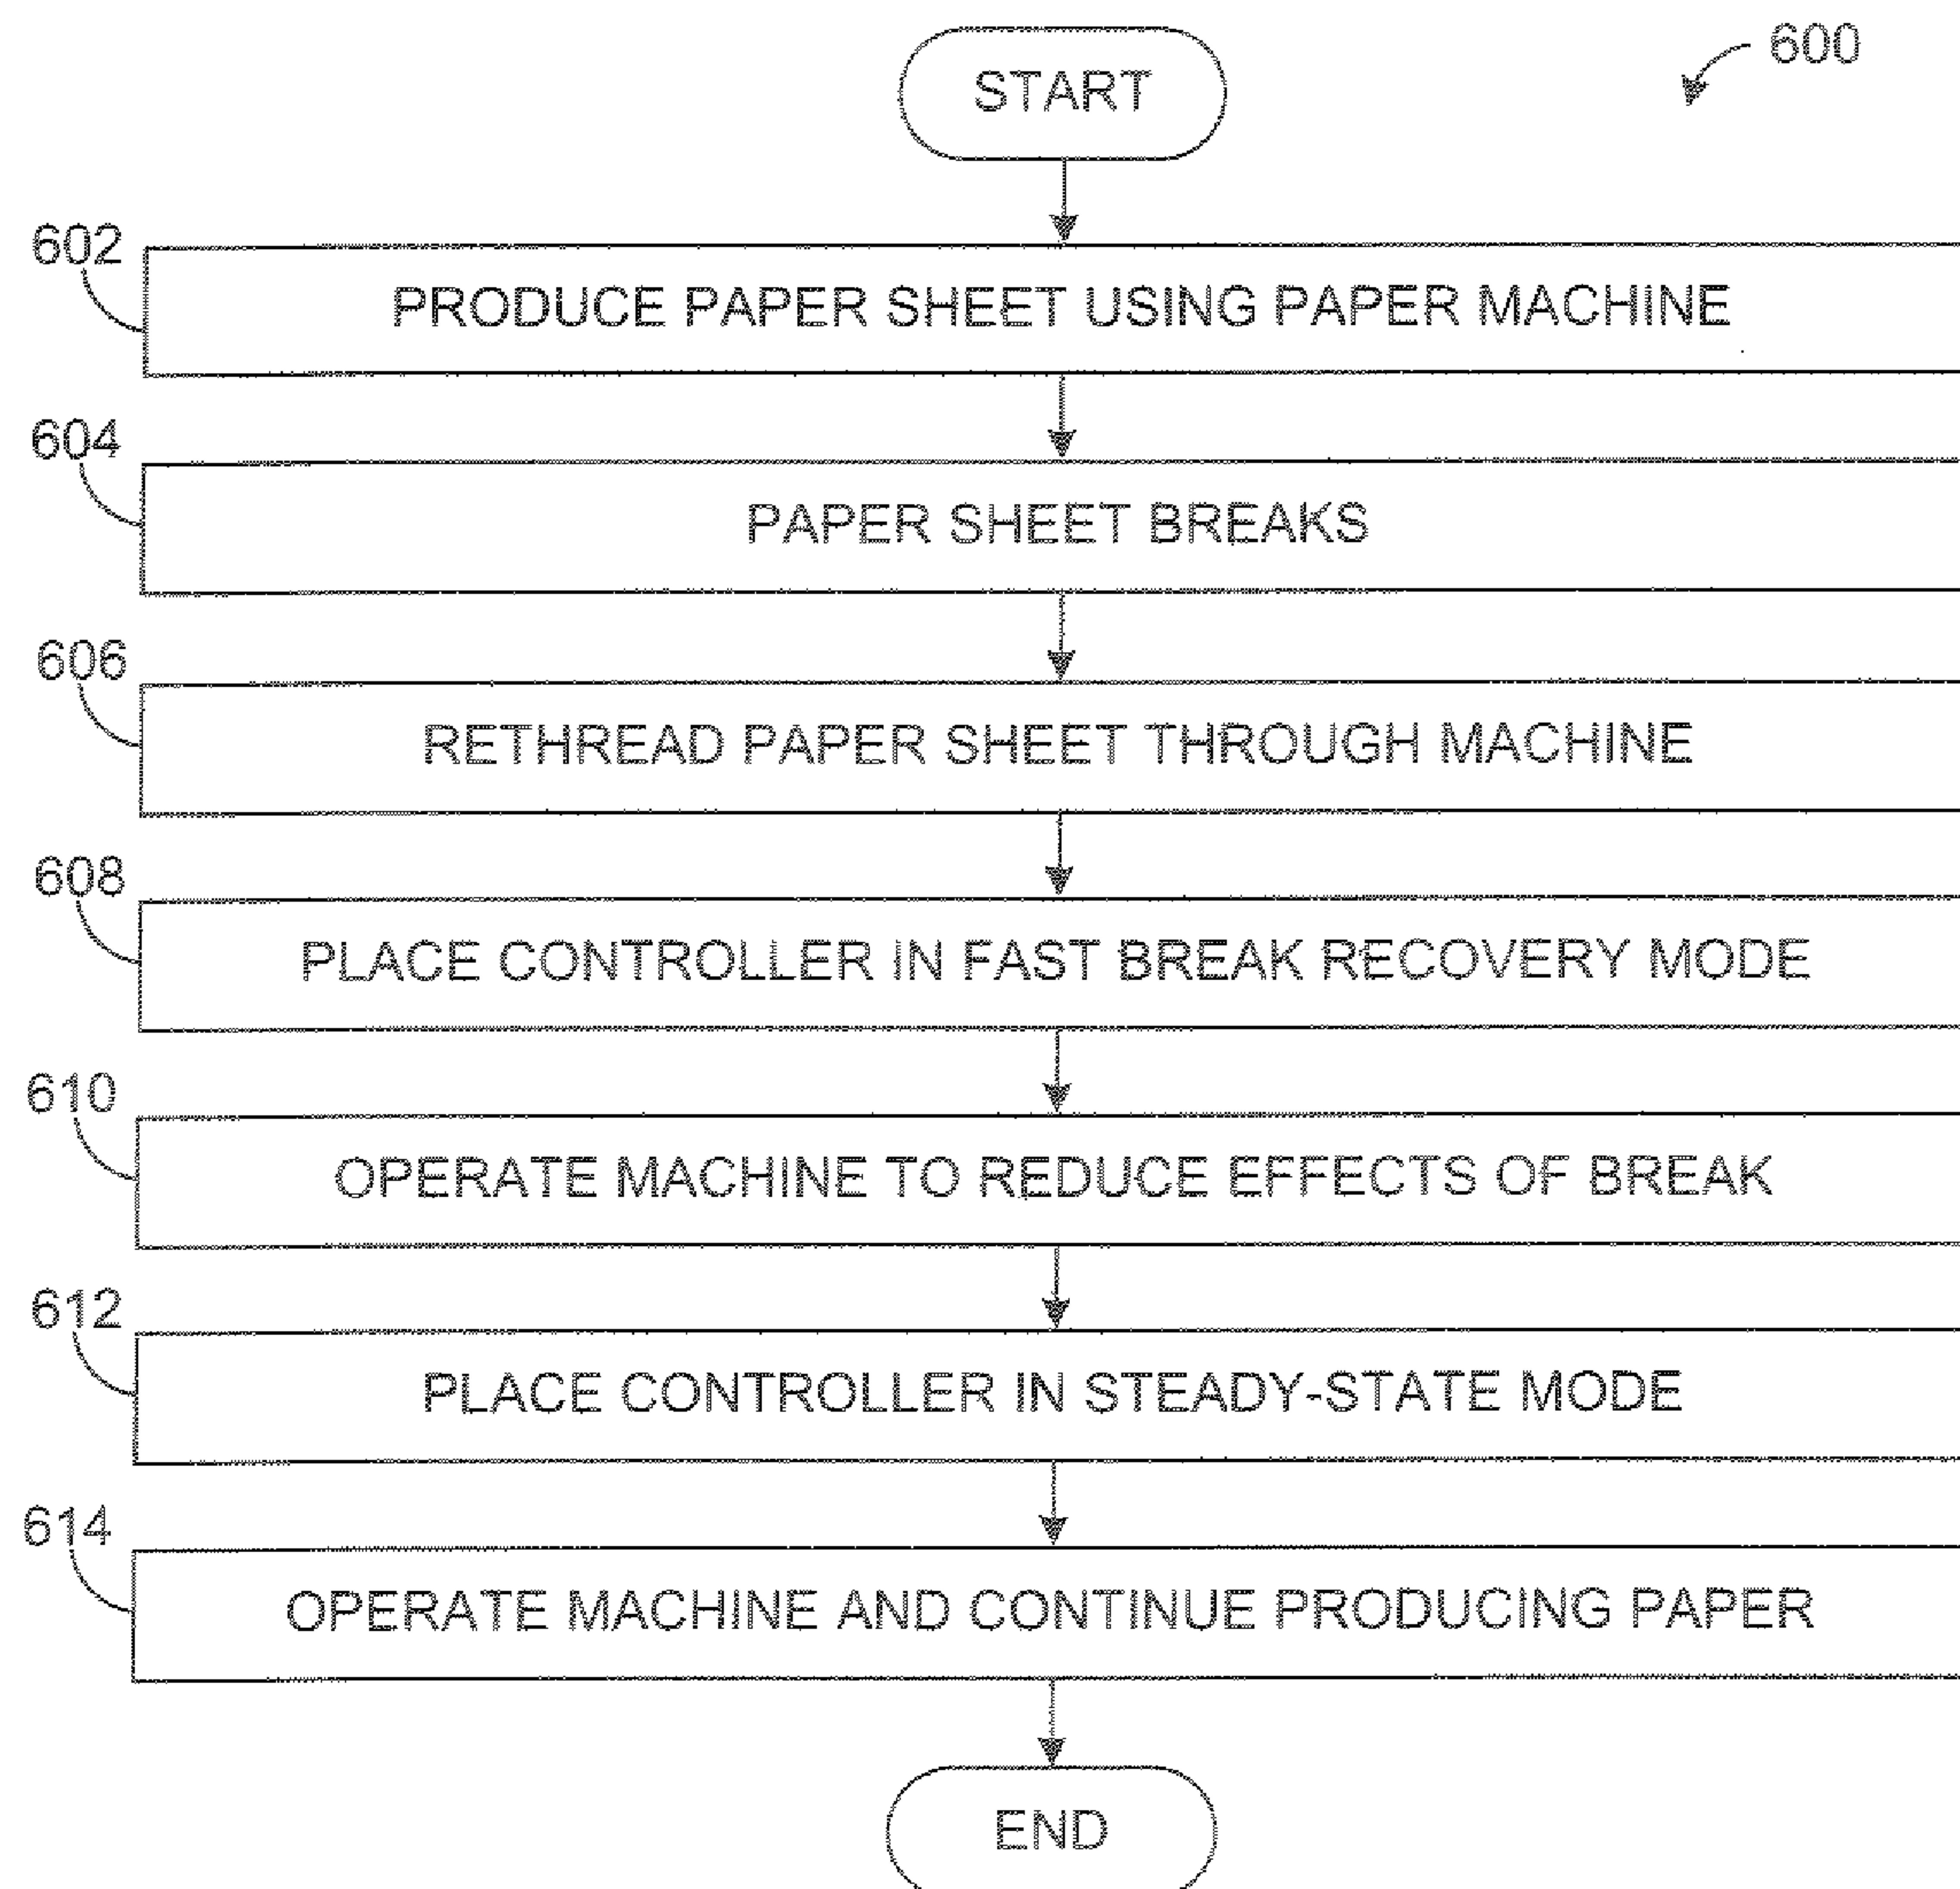 START
600
602
PRODUCE PAPER SHEET USING PAPER MACHINE
604
PAPER SHEET BREAKS
606
RETHREAD PAPER SHEET THROUGH MACHINE
608
PLACE CONTROLLER IN FAST BREAK RECOVERY MODE
610
OPERATE MACHINE TO REDUCE EFFECTS OF BREAK
612
PLACE CONTROLLER IN STEADY-STATE MODE
614
OPERATE MACHINE AND CONTINUE PRODUCING PAPER
END